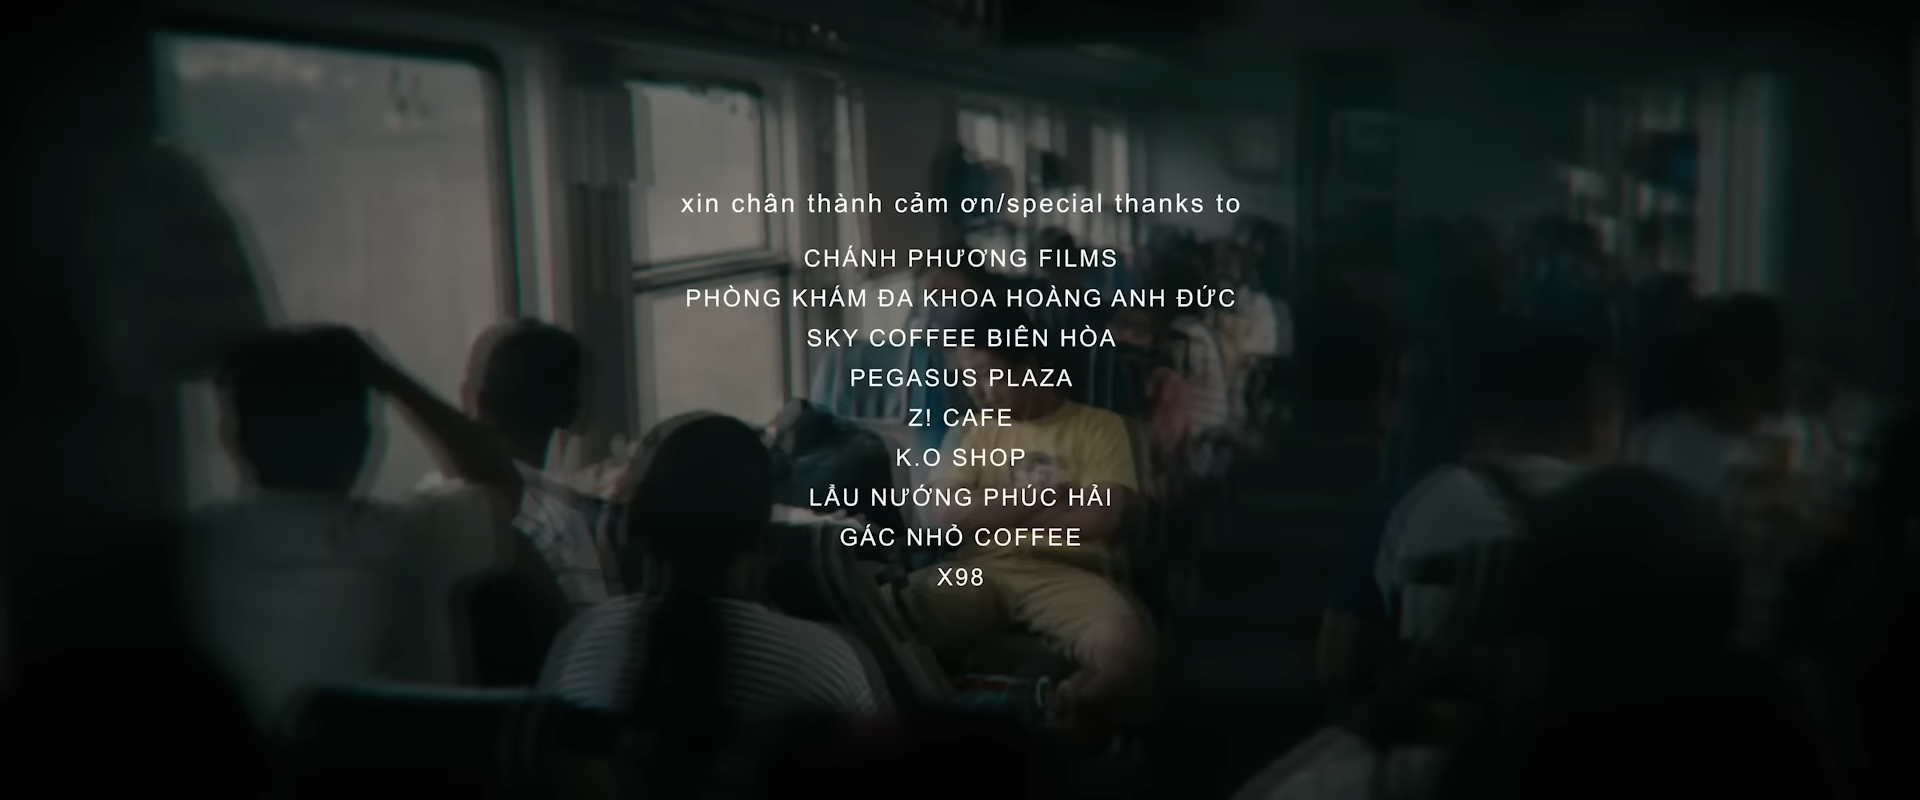 xin chân thành cảm ơn/special thanks to
CHÁNH PHƯƠNG FILMS
PHÒNG KHÁM ĐA KHOA HOÀNG ANH ĐỨC
SKY COFFEE BIÊN HÒA
PEGASUS PLAZA
Z! CAFE
K.O SHOP
LẨU NƯỚNG PHÚC HẢI
GÁC NHỎ COFFEE
X98